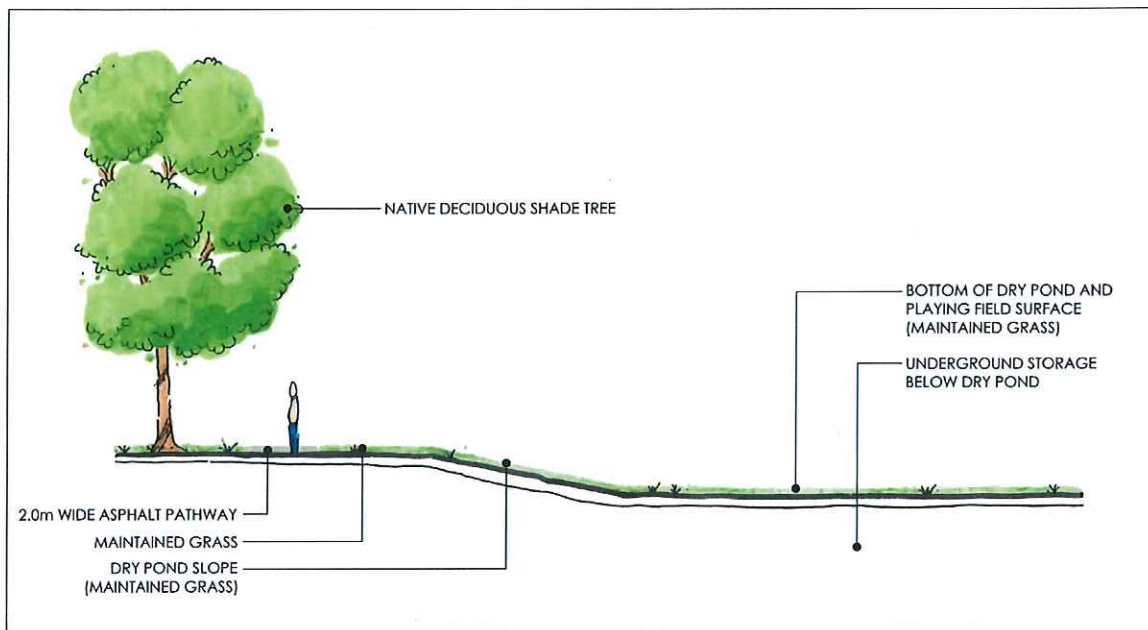 NATIVE DECIDUOUS SHADE TREE
BOTTOM OF DRY POND AND
PLAYING FIELD SURFACE
(MAINTAINED GRASS)
UNDERGROUND STORAGE
BELOW DRY POND
2.0m WIDE ASPHALT PATHWAY
MAINTAINED GRASS
DRY POND SLOPE
(MAINTAINED GRASS)